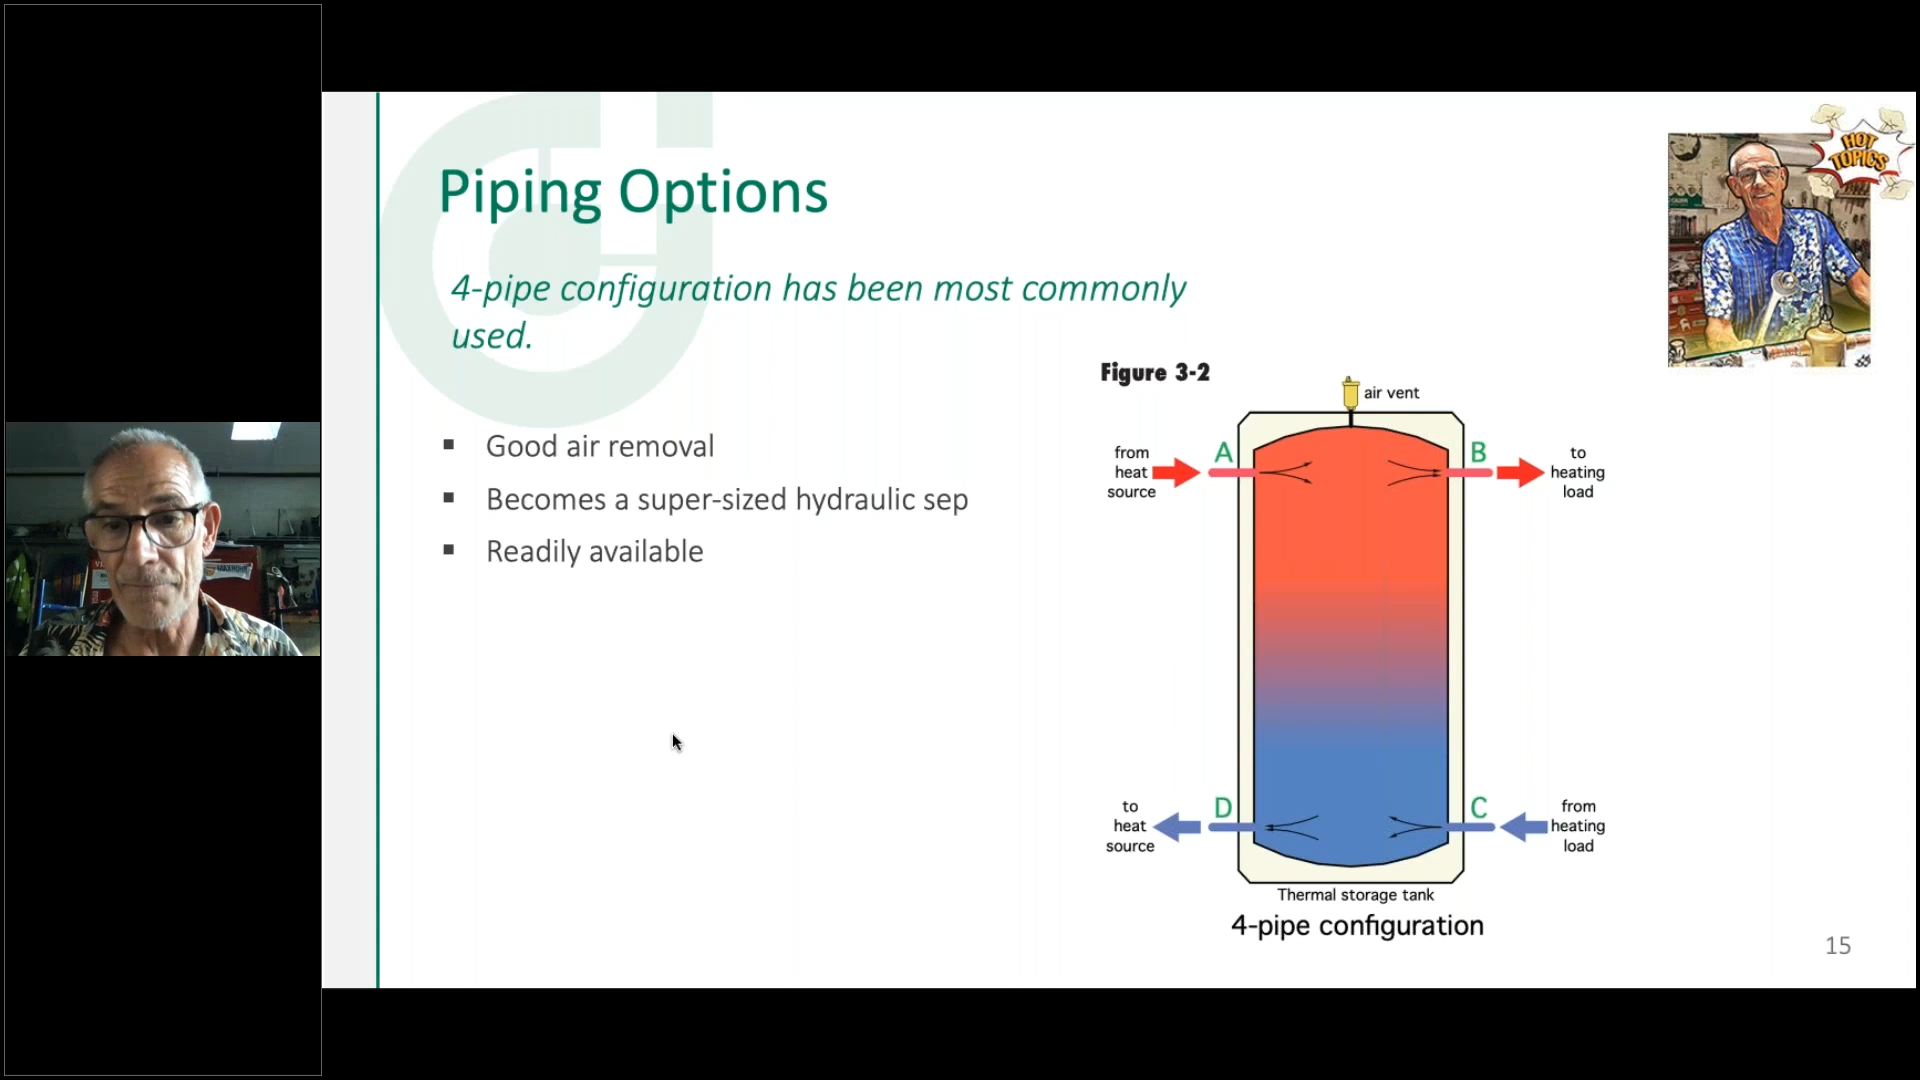 Piping Options
4-pipe configuration has been most commonly
used.
HOT
TOPICS
Good air removal
Becomes a super-sized hydraulic sep
Readily available
Figure 3-2
air vent
from
heat
source
A
B
to
heating
load
to
heat
source
D
C
from
heating
load
Thermal storage tank
4-pipe configuration
15